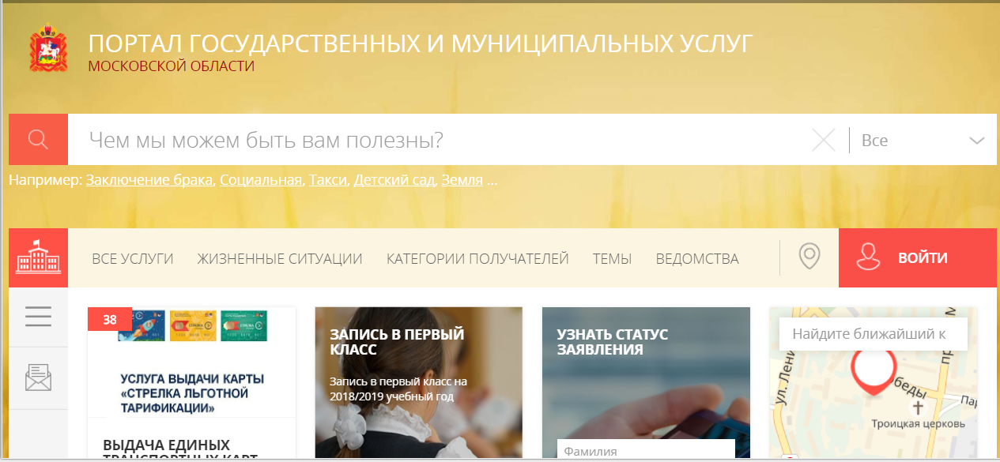 ПОРТАЛ ГОСУДАРСТВЕННЫХ И МУНИЦИПАЛЬНЫХ УСЛУГ
МОСКОВСКОЙ ОБЛАСТИ
Чем мы можем быть вам полезны?
Все
Например: Заключение брака, Социальная, Такси, Детский сад, Земля ...
ВСЕ УСЛУГИ
ЖИЗНЕННЫЕ СИТУАЦИИ
КАТЕГОРИИ ПОЛУЧАТЕЛЕЙ
ТЕМЫ
ВЕДОМСТВА
ВОЙТИ
38
УСЛУГА ВЫДАЧИ КАРТЫ
«СТРЕЛКА ЛЬГОТНОЙ
ТАРИФИКАЦИИ»
ВЫДАЧА ЕДИНЫХ
ТРАНСПОРТНЫХ КАРТ
ЗАПИСЬ В ПЕРВЫЙ
КЛАСС
Запись в первый класс на
2018/2019 учебный год
УЗНАТЬ СТАТУС
ЗАЯВЛЕНИЯ
Фамилия
Найдите ближайший к
ул. Лени
обеды
Троицкая церковь